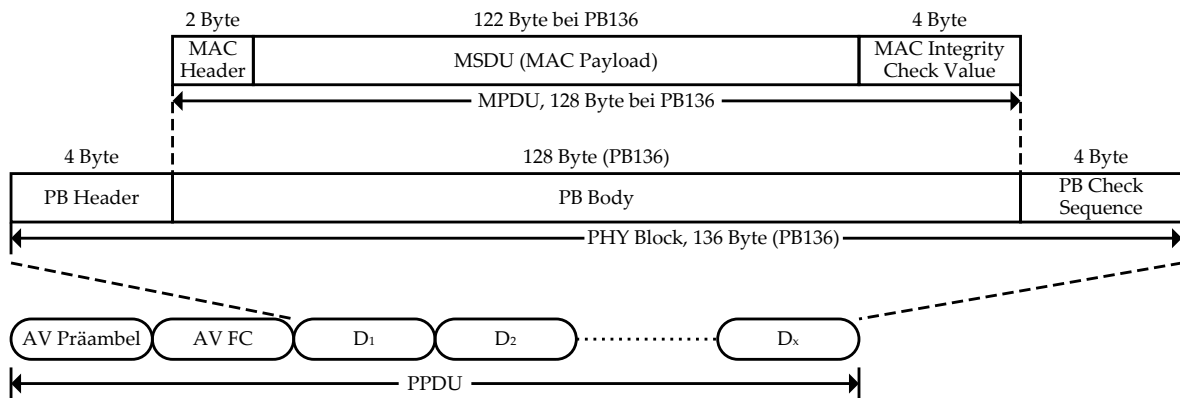 2 Byte
122 Byte bei PB136
4 Byte
MAC
Header
MSDU (MAC Payload)
MAC Integrity
Check Value
MPDU, 128 Byte bei PB136
4 Byte
128 Byte (PB136)
4 Byte
PB Header
PB Body
PB Check
Sequence
PHY Block, 136 Byte (PB136)
AV Präambel
AV FC
D₁
D₂
Dₓ
PPDU